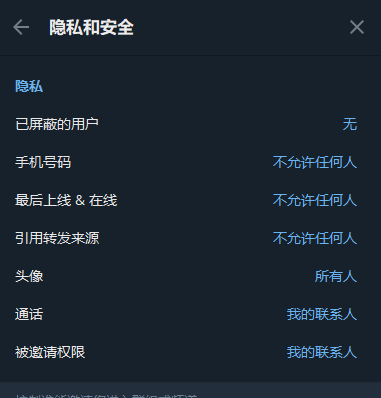 隐私和安全
隐私
已屏蔽的用户 无
手机号码 不允许任何人
最后上线 & 在线 不允许任何人
引用转发来源 不允许任何人
头像 所有人
通话 我的联系人
被邀请权限 我的联系人